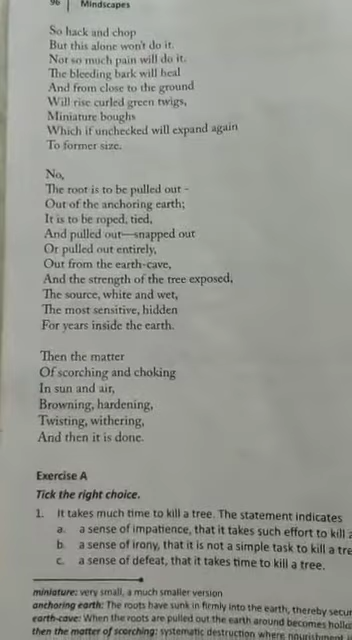 96 | Mindscapes
So hack and chop
But this alone won't do it.
Not so much pain will do it.
The bleeding bark will heal
And from close to the ground
Will rise curled green twigs,
Miniature boughs
Which if unchecked will expand again
To former size.
No,
The root is to be pulled out –
Out of the anchoring earth;
It is to be roped, tied,
And pulled out—snapped out
Or pulled out entirely,
Out from the earth-cave,
And the strength of the tree exposed,
The source, white and wet,
The most sensitive, hidden
For years inside the earth.
Then the matter
Of scorching and choking
In sun and air,
Browning, hardening,
Twisting, withering,
And then it is done.
Exercise A
Tick the right choice.
1. It takes much time to kill a tree. The statement indicates
a. a sense of impatience, that it takes such effort to kill
b. a sense of irony, that it is not a simple task to kill a
c. a sense of defeat, that it takes time to kill a tree.
miniature: very small, a much smaller version
anchoring earth: The roots have sunk in firmly into the earth, thereby
earth-cave: When the roots are pulled out the earth around becomes
then the matter of scorching: systematic destruction where nourishment